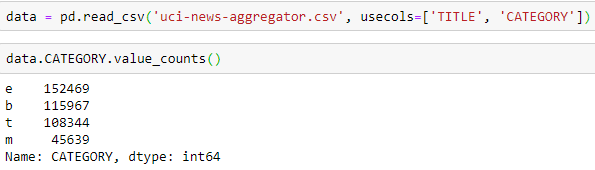 data = pd.read_csv('uci-news-aggregator.csv', usecols=['TITLE', 'CATEGORY'])
data.CATEGORY.value_counts()
e    152469
b    115967
t    108344
m     45639
Name: CATEGORY, dtype: int64